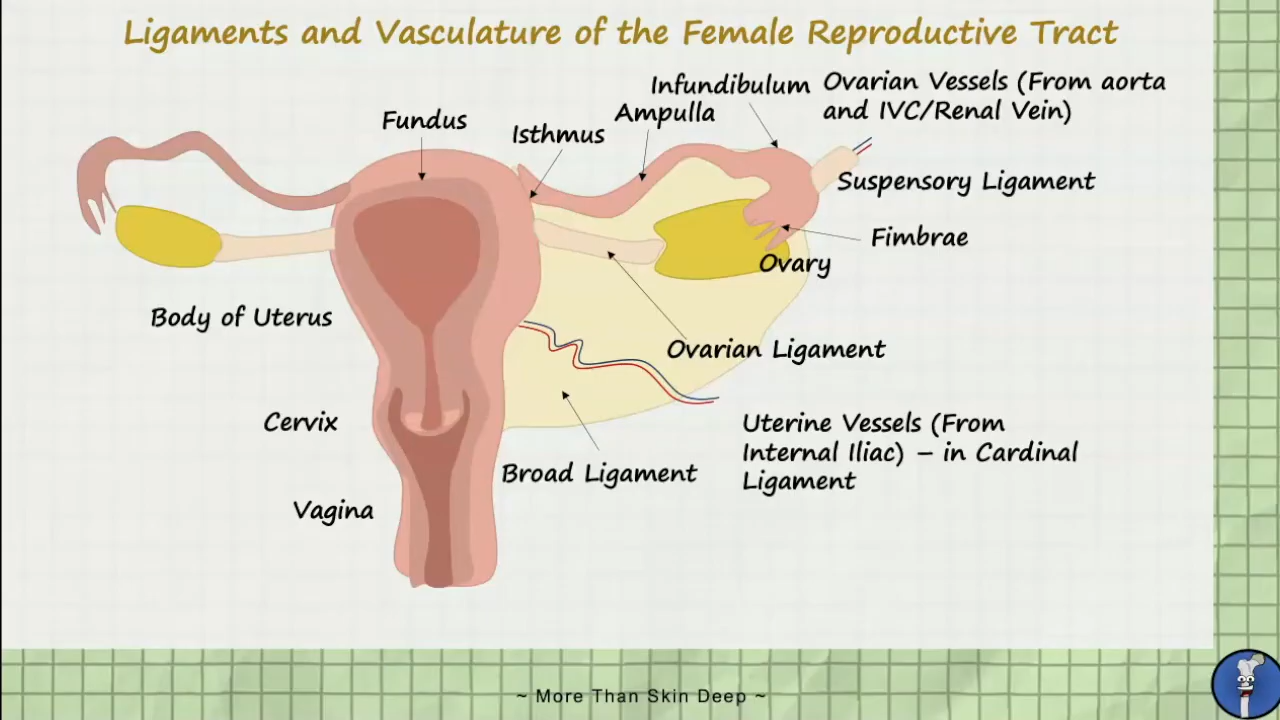 Ligaments and Vasculature of the Female Reproductive Tract
Infundibulum
Ovarian Vessels (From aorta
and IVC/Renal Vein)
Ampulla
Fundus
Isthmus
Suspensory Ligament
Fimbrae
Ovary
Body of Uterus
Ovarian Ligament
Cervix
Uterine Vessels (From
Internal Iliac) – in Cardinal
Ligament
Broad Ligament
Vagina
~ More Than Skin Deep ~